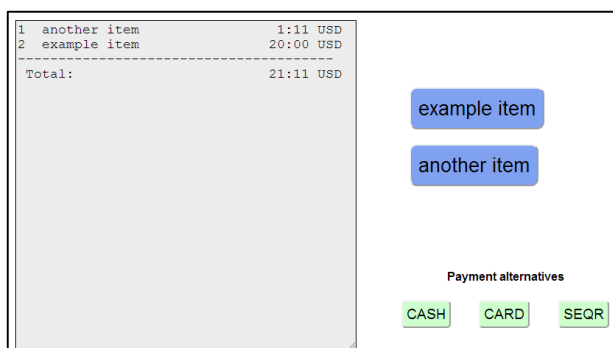 1 another item 1:11 USD
2 example item 20:00 USD
----------------------------------------
Total: 21:11 USD
example item
another item
Payment alternatives
CASH CARD SEQR